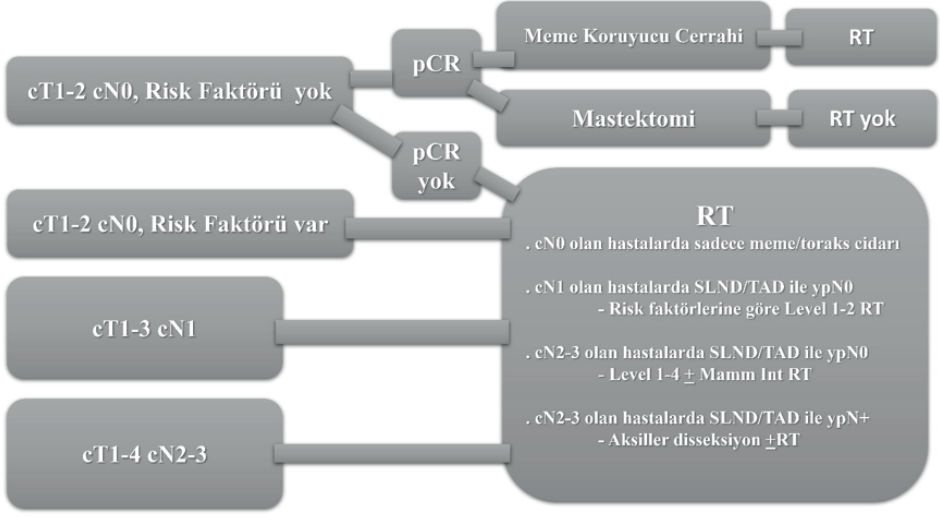 cT1-2 cN0, Risk Faktörü yok
pCR
Meme Koruyucu Cerrahi
RT
Mastektomi
RT yok
pCR
yok
cT1-2 cN0, Risk Faktörü var
cT1-3 cN1
cT1-4 cN2-3
RT
. cN0 olan hastalarda sadece meme/toraks cidarı
. cN1 olan hastalarda SLND/TAD ile ypN0
- Risk faktörlerine göre Level 1-2 RT
. cN2-3 olan hastalarda SLND/TAD ile ypN0
- Level 1-4 ± Mamm Int RT
. cN2-3 olan hastalarda SLND/TAD ile ypN+
- Aksiller disseksiyon ±RT